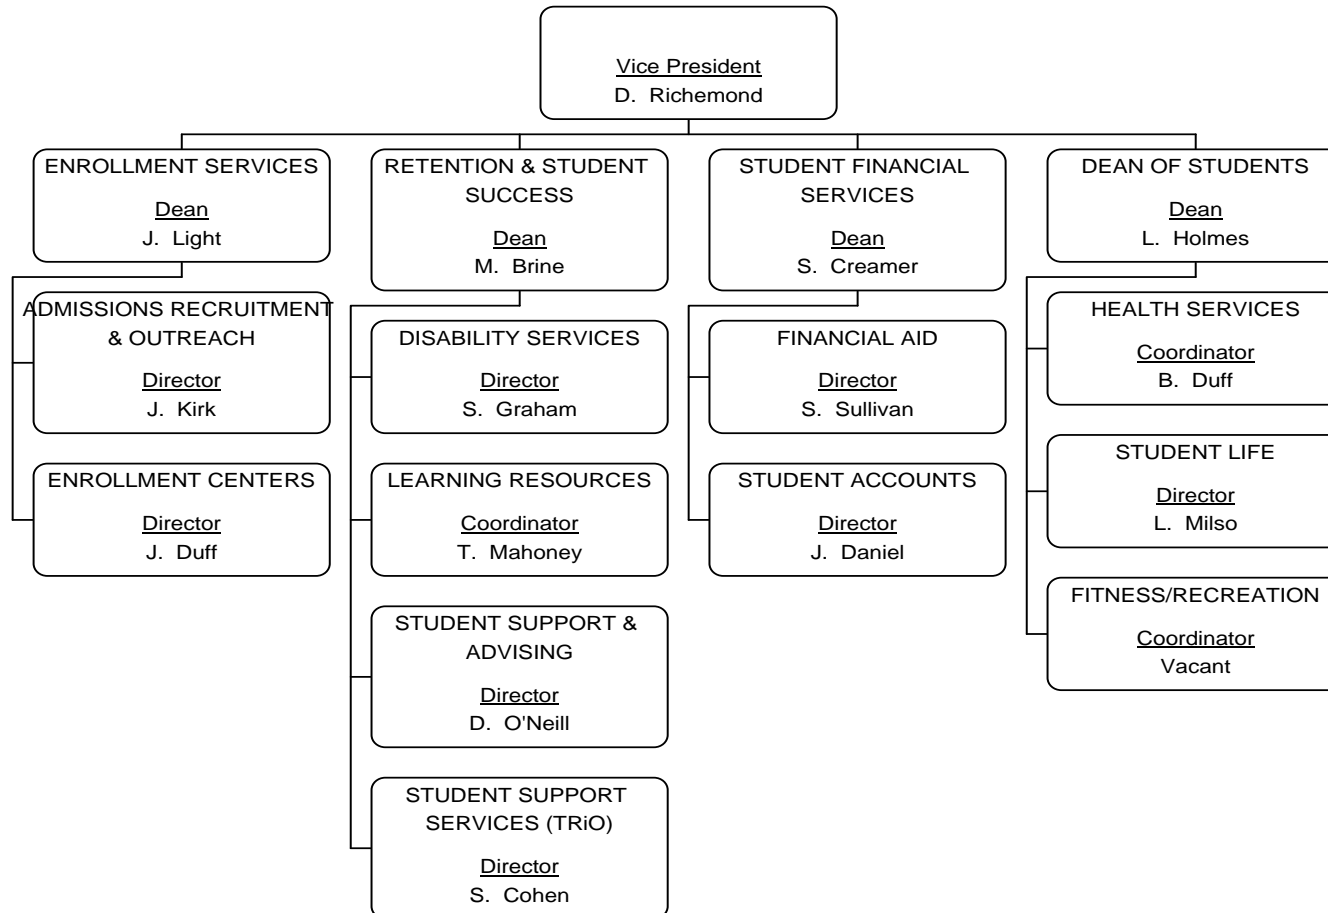 Vice President
D. Richemond
ENROLLMENT SERVICES
Dean
J. Light
RETENTION & STUDENT
SUCCESS
Dean
M. Brine
STUDENT FINANCIAL
SERVICES
Dean
S. Creamer
DEAN OF STUDENTS
Dean
L. Holmes
ADMISSIONS RECRUITMENT
& OUTREACH
Director
J. Kirk
ENROLLMENT CENTERS
Director
J. Duff
DISABILITY SERVICES
Director
S. Graham
LEARNING RESOURCES
Coordinator
T. Mahoney
STUDENT SUPPORT &
ADVISING
Director
D. O'Neill
STUDENT SUPPORT
SERVICES (TRiO)
Director
S. Cohen
FINANCIAL AID
Director
S. Sullivan
STUDENT ACCOUNTS
Director
J. Daniel
HEALTH SERVICES
Coordinator
B. Duff
STUDENT LIFE
Director
L. Milso
FITNESS/RECREATION
Coordinator
Vacant